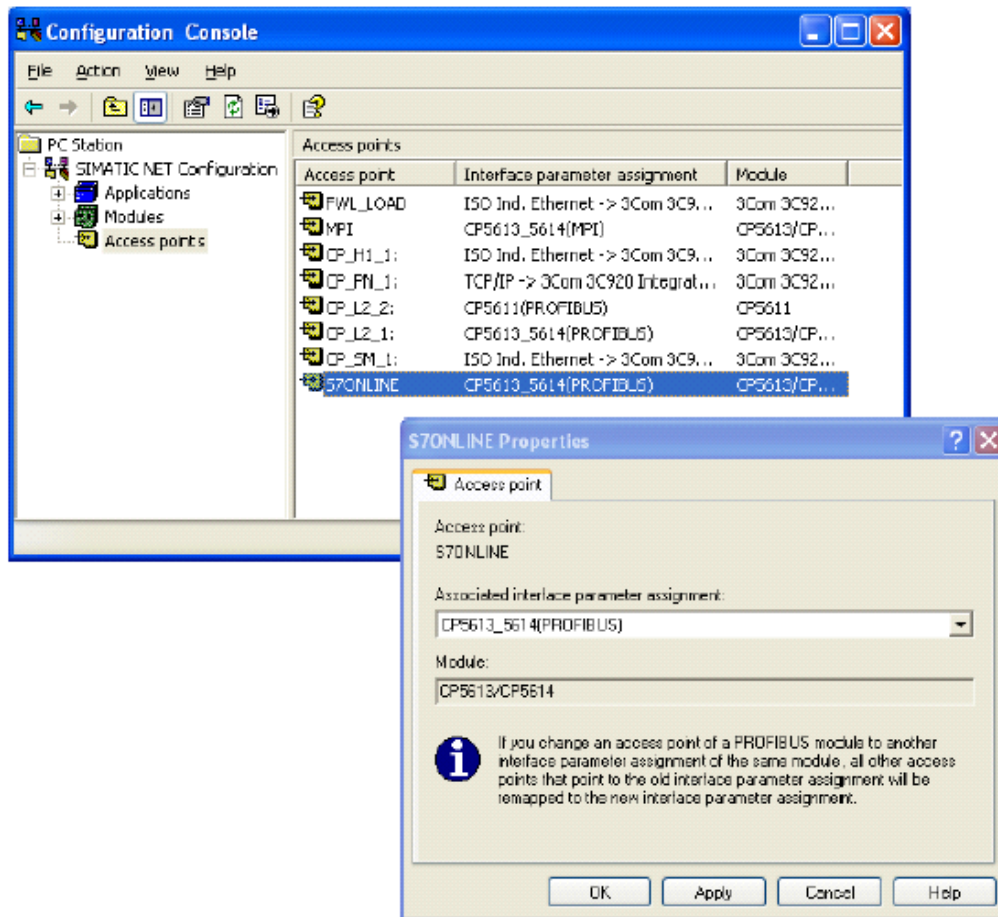 Configuration Console
File Action View Help
PC Station
SIMATIC NET Configuration
Applications
Modules
Access points
Access points
Access point Interface parameter assignment Module
FWL_LOAD ISO Ind. Ethernet -> 3Com 3C9... 3Com 3C92...
MPI CP5613_5614(MPI) CP5613/CP...
CP_H1_1: ISO Ind. Ethernet -> 3Com 3C9... 3Com 3C92...
CP_PN_1: TCP/IP -> 3Com 3C920 Integrat... 3Com 3C92...
CP_L2_2: CP5611(PROFIBUS) CP5611
CP_L2_1: CP5613_5614(PROFIBUS) CP5613/CP...
CP_SM_1: ISO Ind. Ethernet -> 3Com 3C9... 3Com 3C92...
S7ONLINE CP5613_5614(PROFIBUS) CP5613/CP...
S7ONLINE Properties
Access point
Access point:
S7ONLINE
Associated interface parameter assignment:
CP5613_5614(PROFIBUS)
Module:
CP5613/CP5614
If you change an access point of a PROFIBUS module to another
interface parameter assignment of the same module, all other access
points that point to the old interface parameter assignment will be
remapped to the new interface parameter assignment.
OK Apply Cancel Help